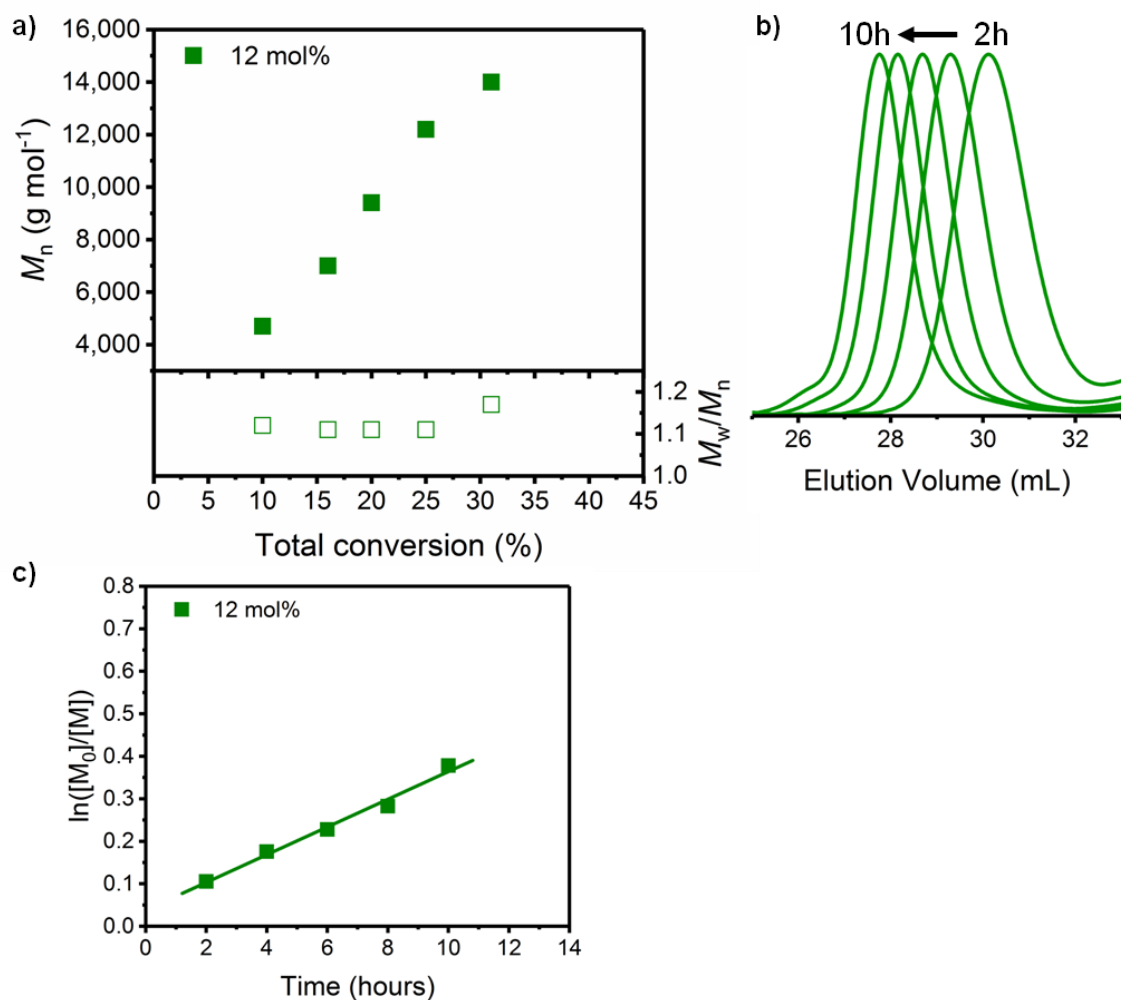 a)
16,000
14,000
12,000
10,000
8,000
6,000
4,000
Mn (g mol-1)
12 mol%
1.2
1.1
1.0
Mw/Mn
0 5 10 15 20 25 30 35 40 45
Total conversion (%)
b)
10h 2h
26 28 30 32
Elution Volume (mL)
c)
0.8
0.7
0.6
0.5
0.4
0.3
0.2
0.1
0.0
ln([M0]/[M])
12 mol%
0 2 4 6 8 10 12 14
Time (hours)